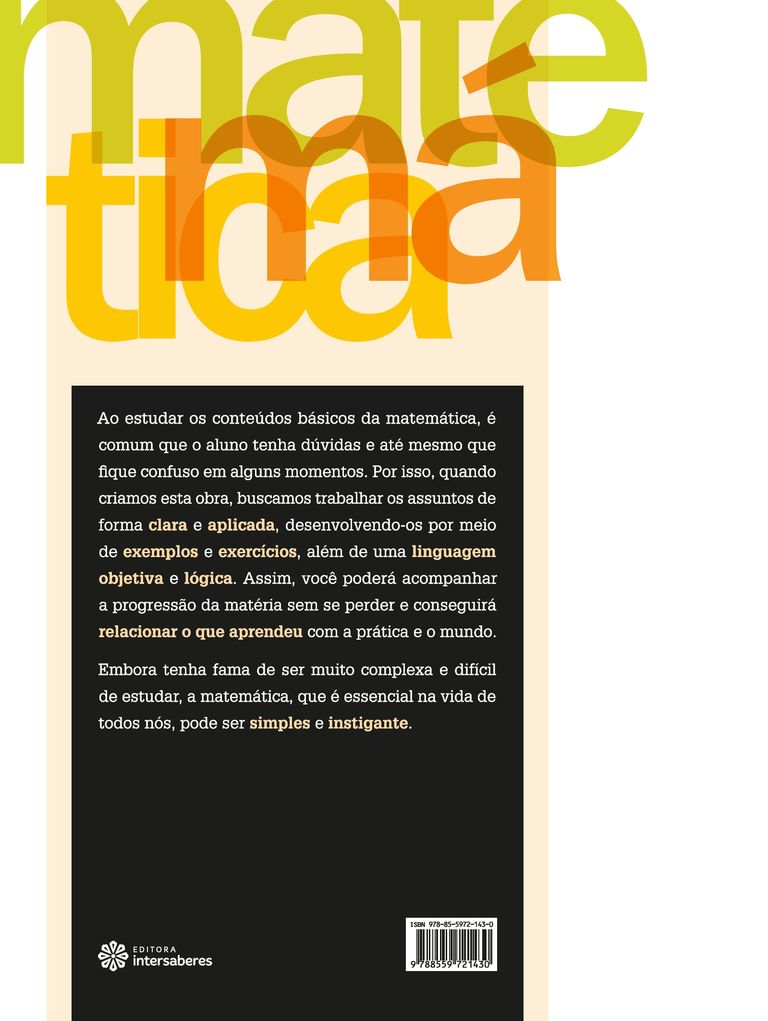 mate
má
tica
Ao estudar os conteúdos básicos da matemática, é
comum que o aluno tenha dúvidas e até mesmo que
fique confuso em alguns momentos. Por isso, quando
criamos esta obra, buscamos trabalhar os assuntos de
forma clara e aplicada, desenvolvendo-os por meio
de exemplos e exercícios, além de uma linguagem
objetiva e lógica. Assim, você poderá acompanhar
a progressão da matéria sem se perder e conseguirá
relacionar o que aprendeu com a prática e o mundo.
Embora tenha fama de ser muito complexa e difícil
de estudar, a matemática, que é essencial na vida de
todos nós, pode ser simples e instigante.
EDITORA
intersaberes
ISBN 978-85-5972-143-0
9 788559 721430